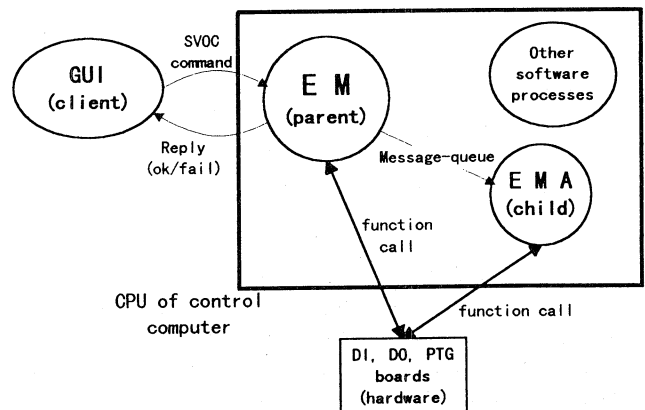 SVOC
command
GUI
(client)
E M
(parent)
Other
software
processes
Reply
(ok/fail)
Message-queue
E M A
(child)
function
call
CPU of control
computer
function call
DI, DO, PTG
boards
(hardware)